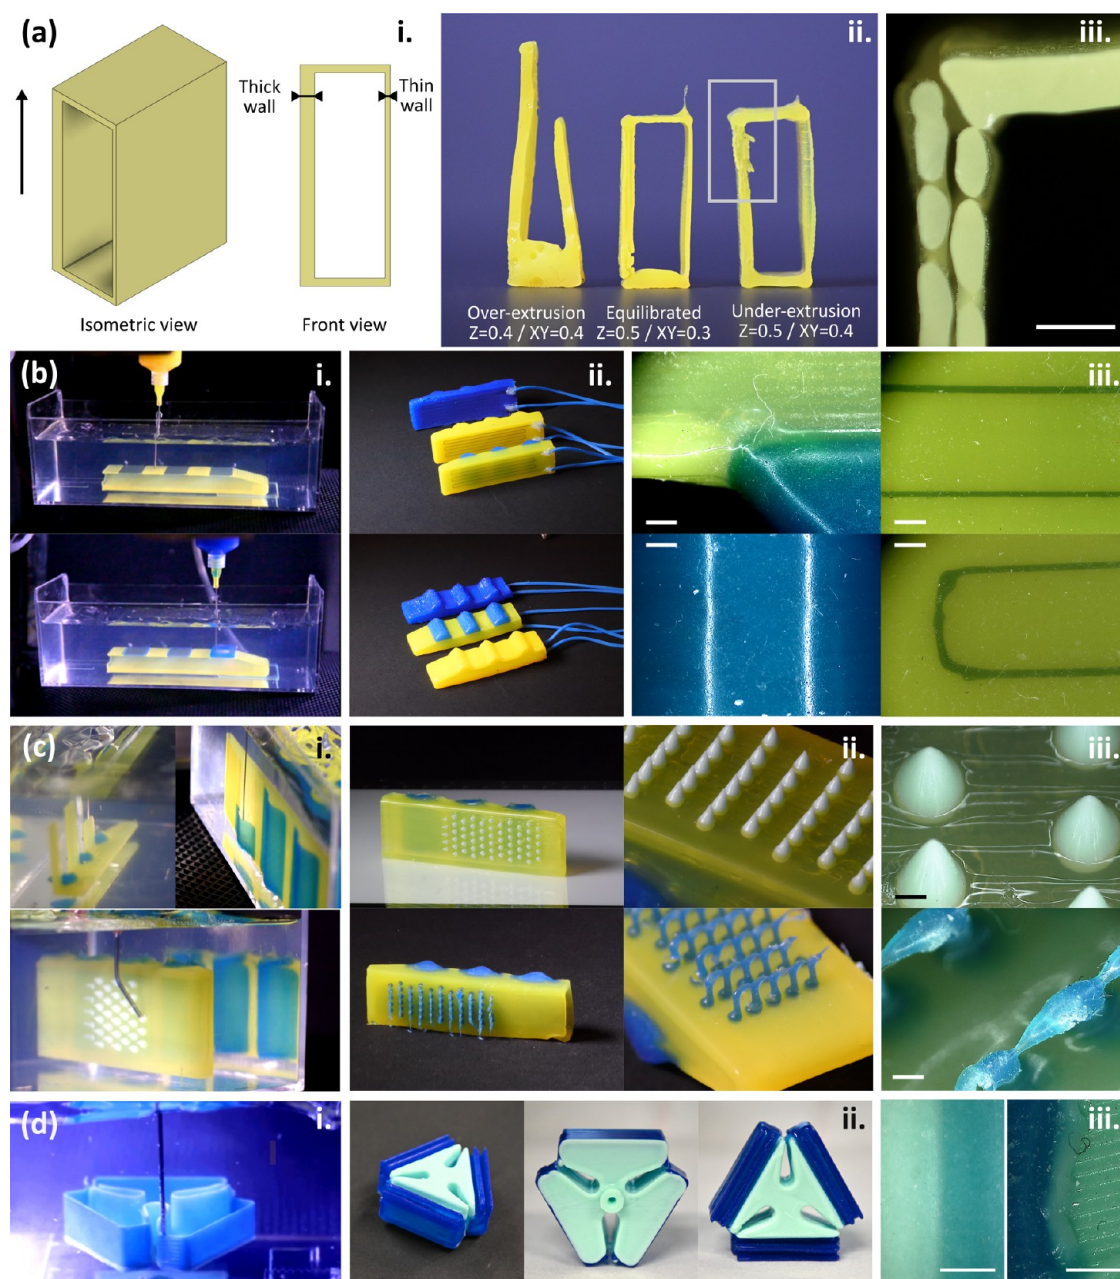 (a)
i.
Thick
wall
Thin
wall
Isometric view
Front view
ii.
Over-extrusion
Z=0.4 / XY=0.4
Equilibrated
Z=0.5 / XY=0.3
Under-extrusion
Z=0.5 / XY=0.4
iii.
(b)
i.
ii.
iii.
(c)
i.
ii.
iii.
(d)
i.
ii.
iii.